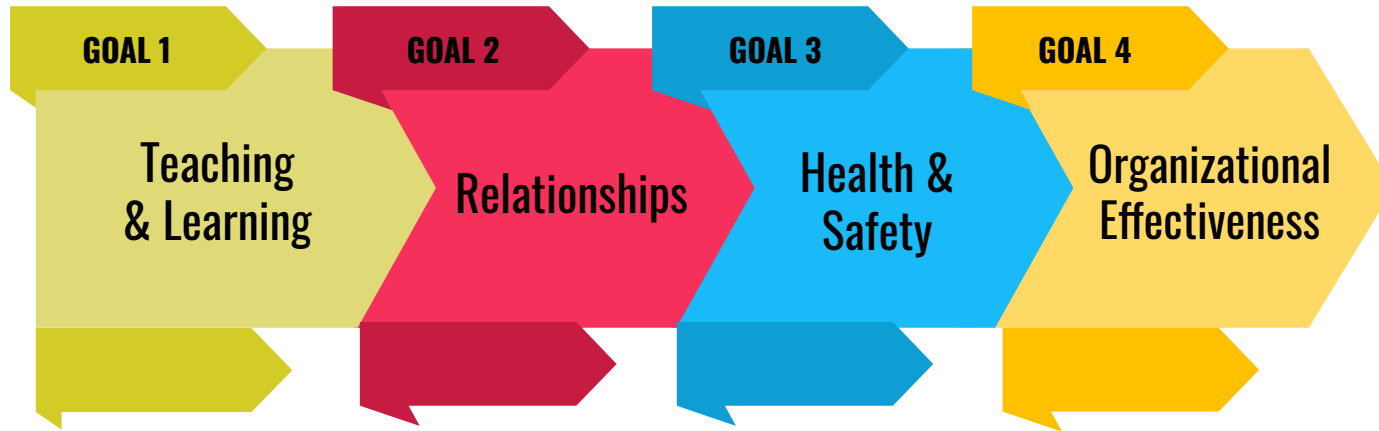 GOAL 1
GOAL 2
GOAL 3
GOAL 4
Teaching
& Learning
Relationships
Health &
Safety
Organizational
Effectiveness